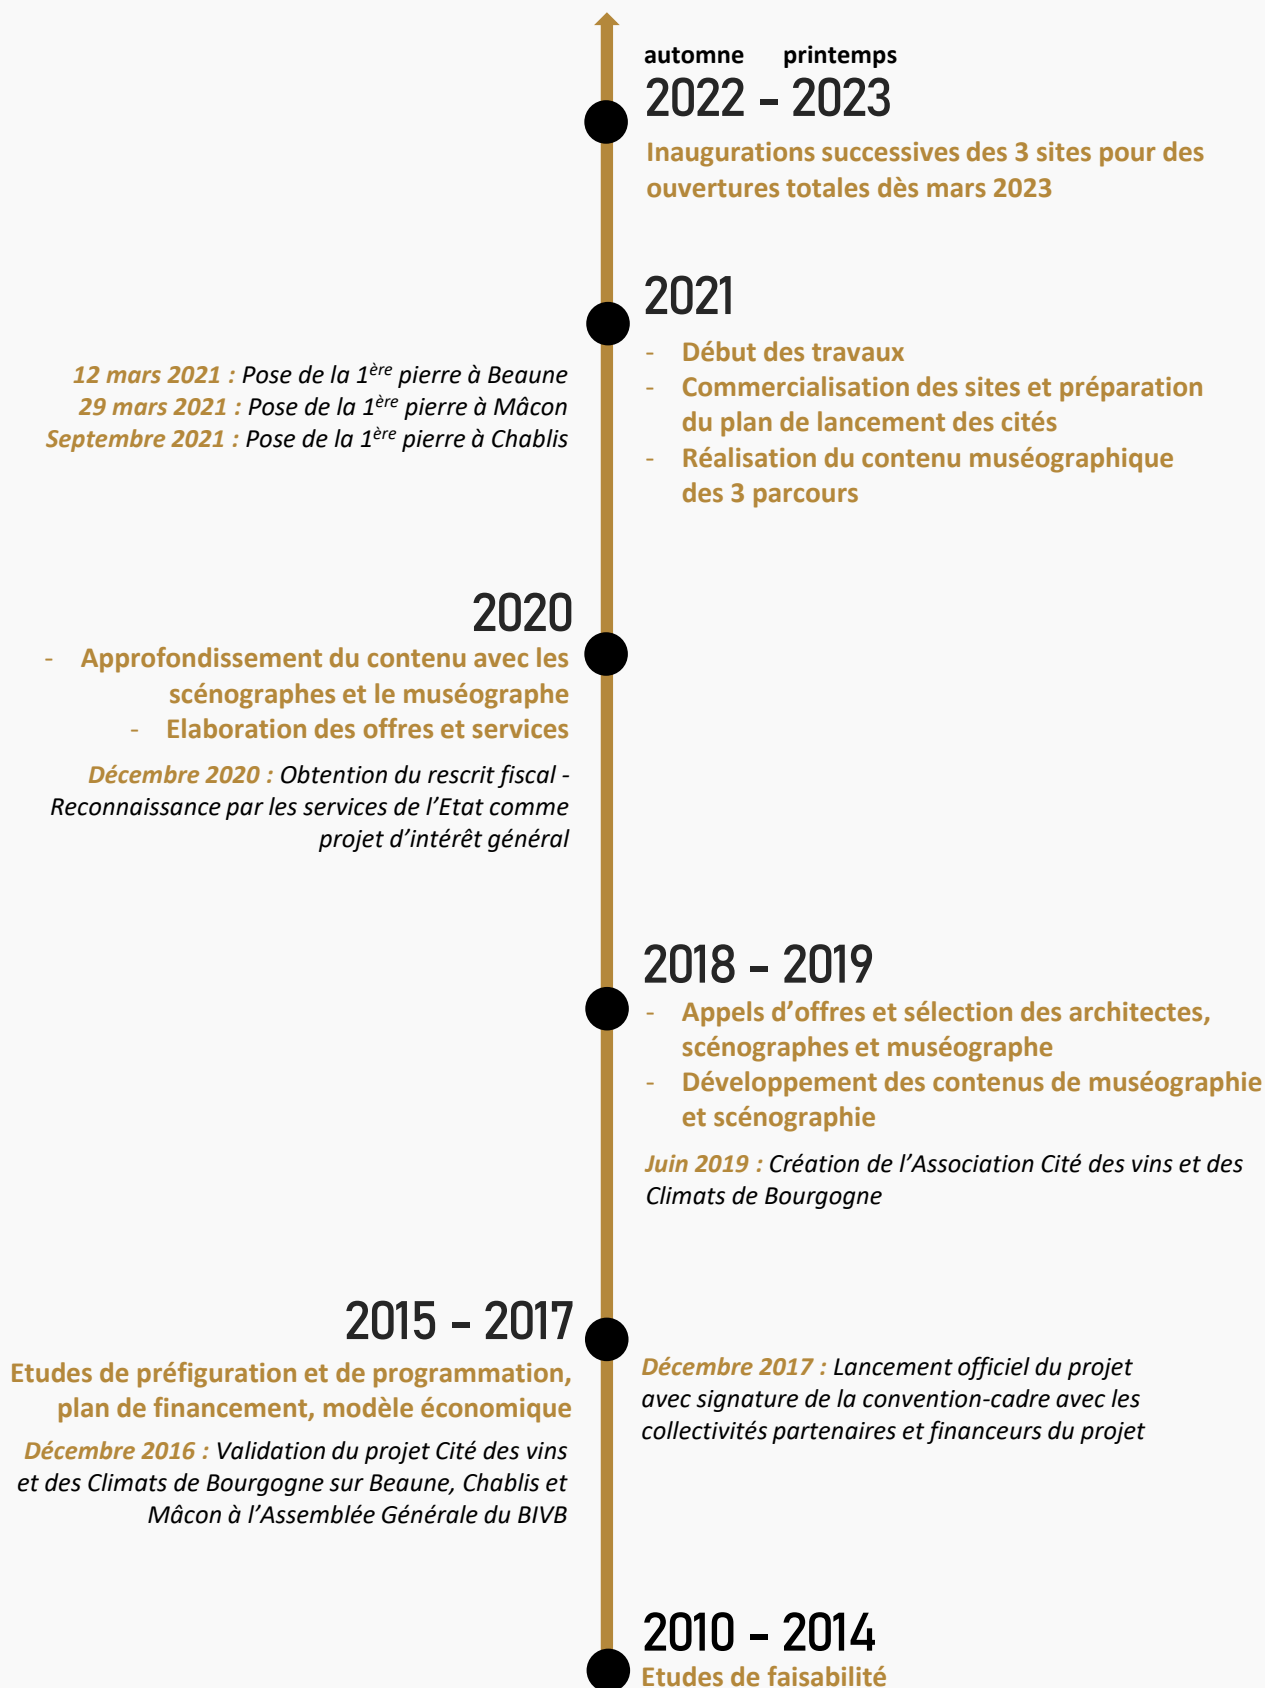 automne printemps
2022 - 2023
Inaugurations successives des 3 sites pour des
ouvertures totales dès mars 2023
2021
- Début des travaux
- Commercialisation des sites et préparation
du plan de lancement des cités
- Réalisation du contenu muséographique
des 3 parcours
12 mars 2021 : Pose de la 1ère pierre à Beaune
29 mars 2021 : Pose de la 1ère pierre à Mâcon
Septembre 2021 : Pose de la 1ère pierre à Chablis
2020
- Approfondissement du contenu avec les
scénographes et le muséographe
- Elaboration des offres et services
Décembre 2020 : Obtention du rescrit fiscal -
Reconnaissance par les services de l’Etat comme
projet d’intérêt général
2018 - 2019
- Appels d’offres et sélection des architectes,
scénographes et muséographe
- Développement des contenus de muséographie
et scénographie
Juin 2019 : Création de l’Association Cité des vins et des
Climats de Bourgogne
2015 - 2017
Etudes de préfiguration et de programmation,
plan de financement, modèle économique
Décembre 2016 : Validation du projet Cité des vins
et des Climats de Bourgogne sur Beaune, Chablis et
Mâcon à l’Assemblée Générale du BIVB
Décembre 2017 : Lancement officiel du projet
avec signature de la convention-cadre avec les
collectivités partenaires et financeurs du projet
2010 - 2014
Etudes de faisabilité